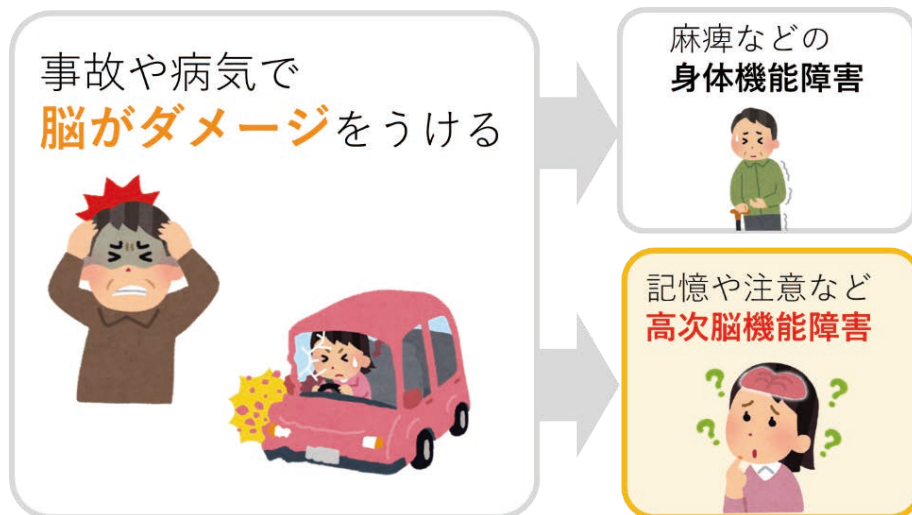 事故や病気で
脳がダメージをうける
麻痺などの
身体機能障害
記憶や注意など
高次脳機能障害